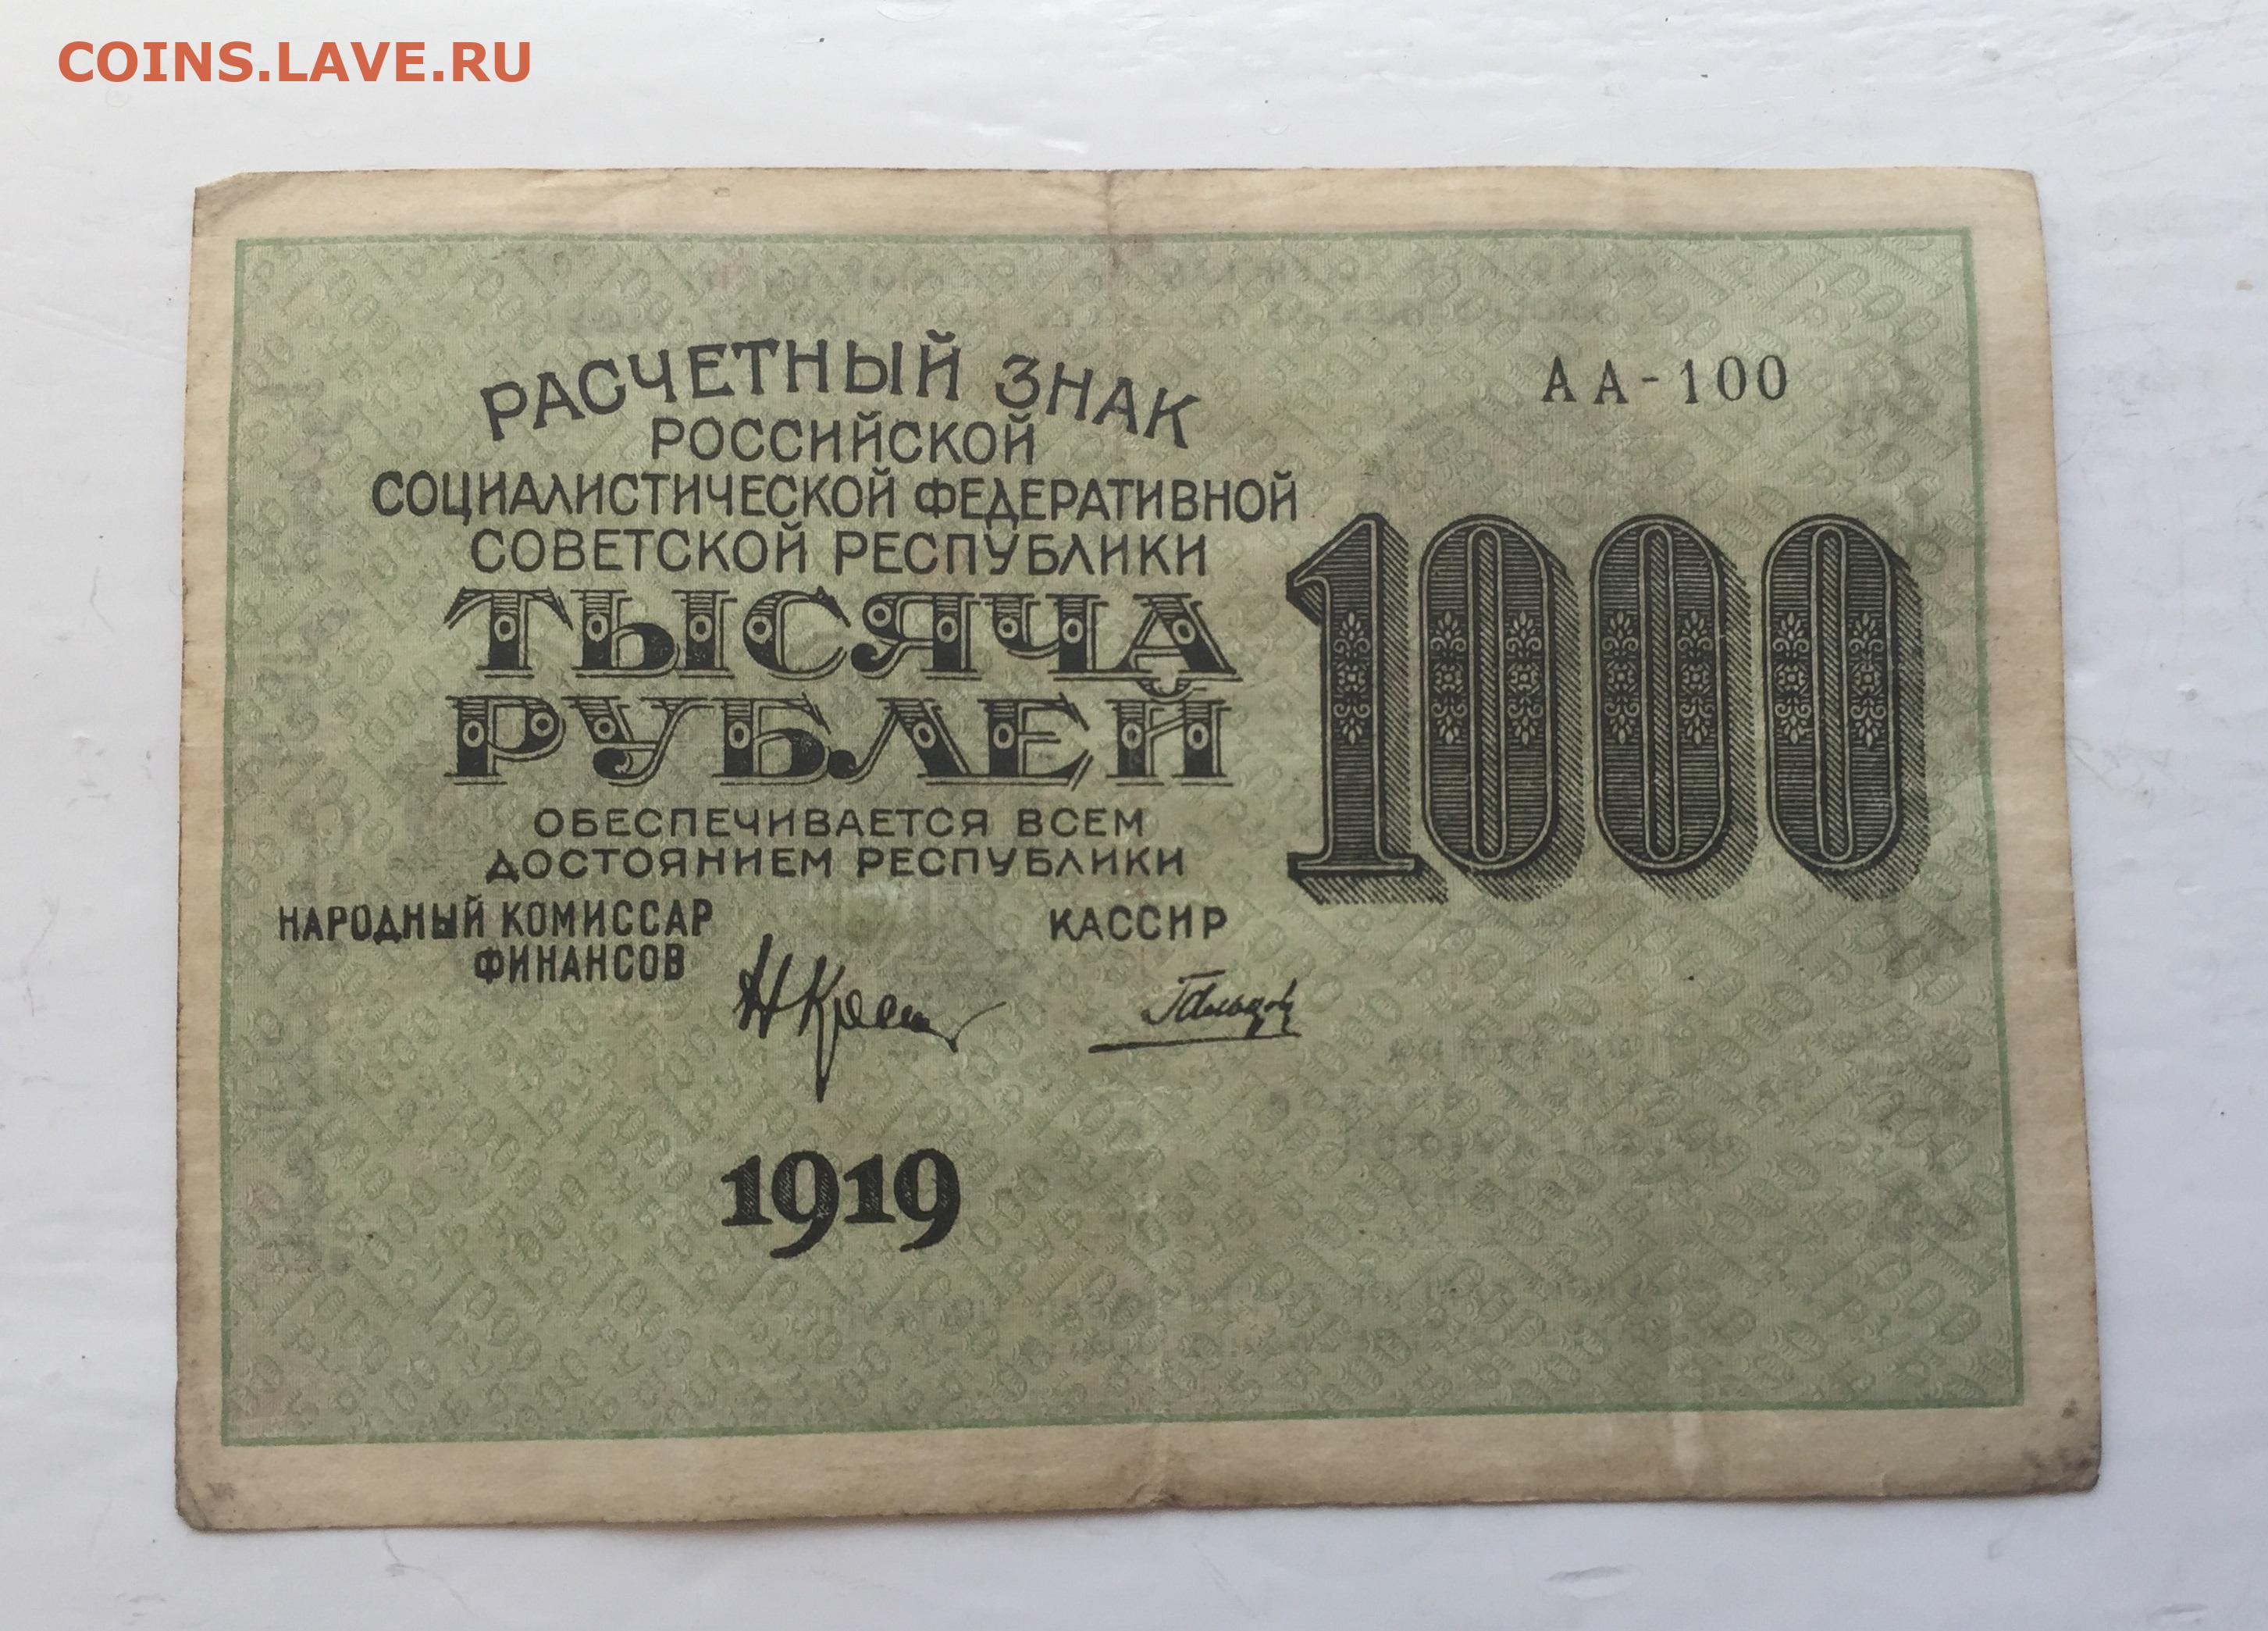 COINS.LAVE.RU
РАСЧЕТНЫЙ ЗНАК
РОССИЙСКОЙ
СОЦИАЛИСТИЧЕСКОЙ ФЕДЕРАТИВНОЙ
СОВЕТСКОЙ РЕСПУБЛИКИ
ТЫСЯЧА
РУБЛЕЙ
ОБЕСПЕЧИВАЕТСЯ ВСЕМ
ДОСТОЯНИЕМ РЕСПУБЛИКИ
НАРОДНЫЙ КОМИССАР
ФИНАНСОВ
КАССИР
1919
АА-100
1000